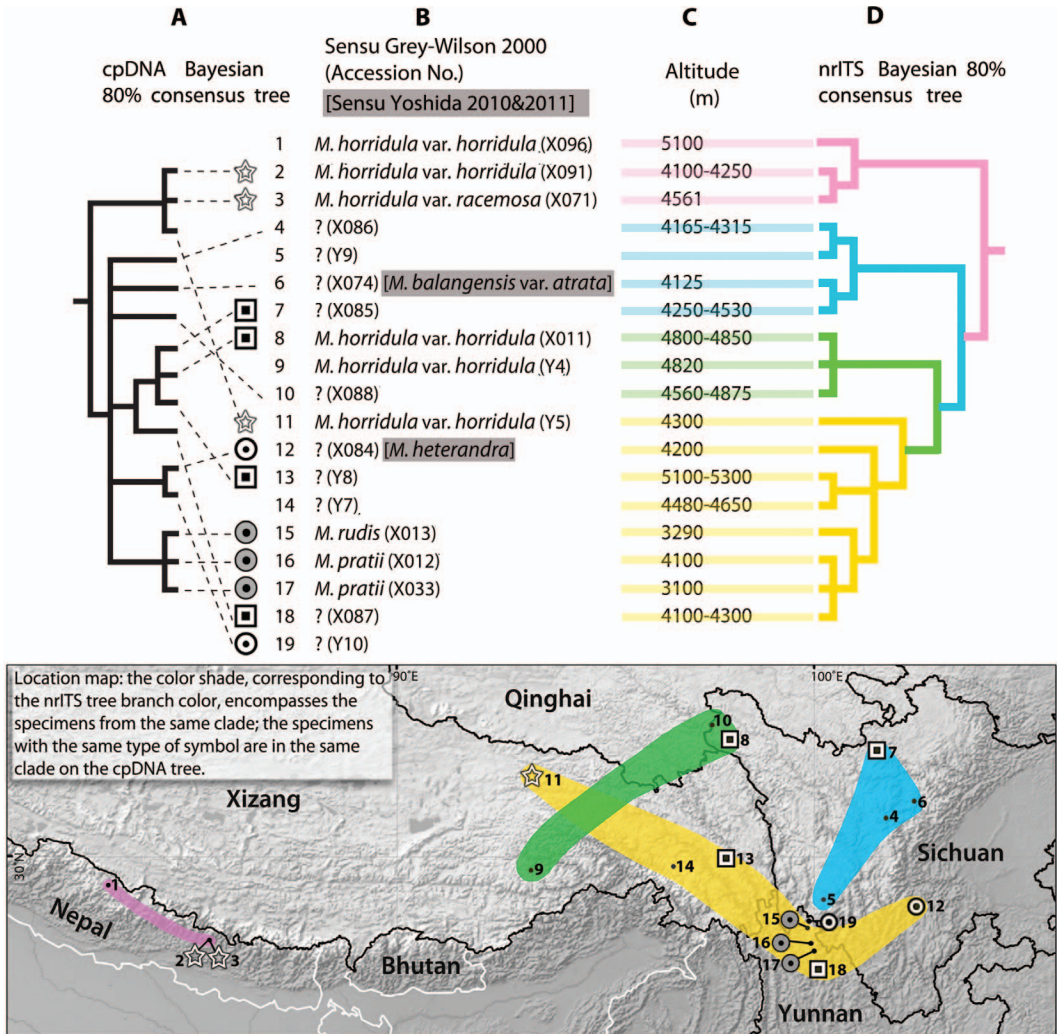 A B C D
cpDNA Bayesian
80% consensus tree
Sensu Grey-Wilson 2000
(Accession No.)
[Sensu Yoshida 2010&2011]
Altitude
(m)
nrITS Bayesian 80%
consensus tree
1 M. horridula var. horridula (X096) 5100
2 M. horridula var. horridula (X091) 4100-4250
3 M. horridula var. racemosa (X071) 4561
4 ? (X086) 4165-4315
5 ? (Y9)
6 ? (X074) [M. balangensis var. atrata] 4125
7 ? (X085) 4250-4530
8 M. horridula var. horridula (X011) 4800-4850
9 M. horridula var. horridula (Y4) 4820
10 ? (X088) 4560-4875
11 M. horridula var. horridula (Y5) 4300
12 ? (X084) [M. heterandra] 4200
13 ? (Y8) 5100-5300
14 ? (Y7) 4480-4650
15 M. rudis (X013) 3290
16 M. pratii (X012) 4100
17 M. pratii (X033) 3100
18 ? (X087) 4100-4300
19 ? (Y10)
Location map: the color shade, corresponding to
the nrITS tree branch color, encompasses the
specimens from the same clade; the specimens
with the same type of symbol are in the same
clade on the cpDNA tree.
90°E
100°E
Qinghai
10
8
7
11
Xizang
6
4
30°N
9
14
13
Sichuan
1
5
12
Nepal
15
19
2
3
16
Bhutan
17
18
Yunnan